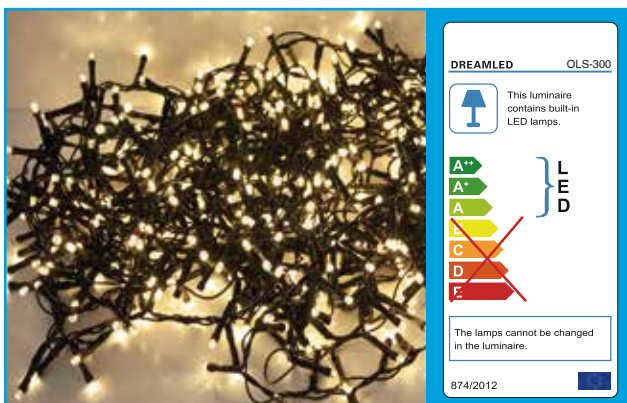 DREAMLED OLS-300
This luminaire
contains built-in
LED lamps.
A++
A+
A
B
C
D
E
L
E
D
The lamps cannot be changed
in the luminaire.
874/2012